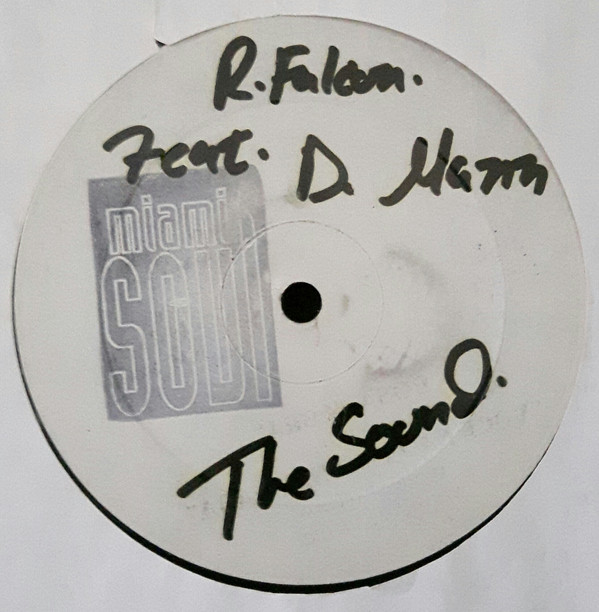 R. Falcon.
Feat. D. Mann
miami
SOUL
The Sound.